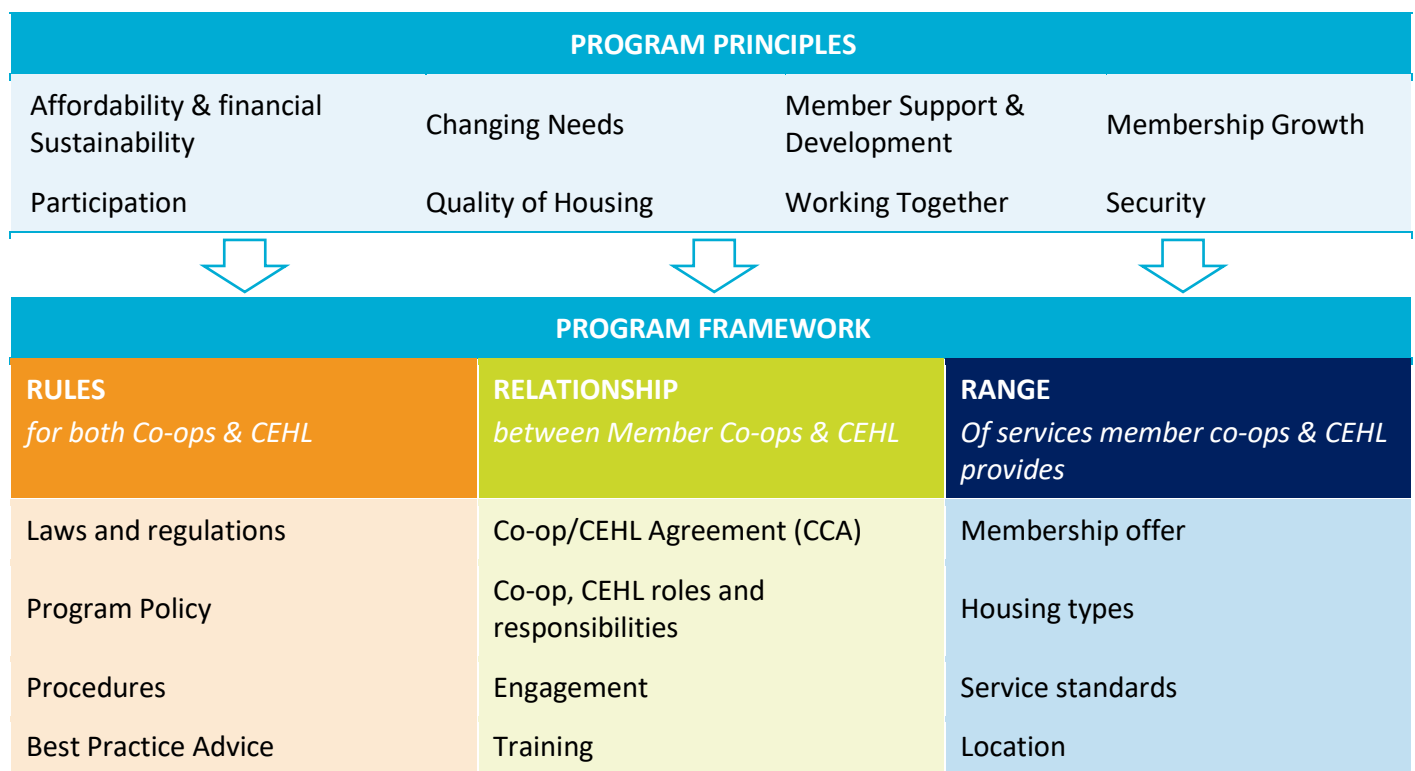 PROGRAM PRINCIPLES
Affordability & financial
Sustainability
Changing Needs
Member Support &
Development
Membership Growth
Participation
Quality of Housing
Working Together
Security
PROGRAM FRAMEWORK
RULES
for both Co-ops & CEHL
RELATIONSHIP
between Member Co-ops & CEHL
RANGE
Of services member co-ops & CEHL
provides
Laws and regulations
Co-op/CEHL Agreement (CCA)
Membership offer
Program Policy
Co-op, CEHL roles and
responsibilities
Housing types
Procedures
Engagement
Service standards
Best Practice Advice
Training
Location